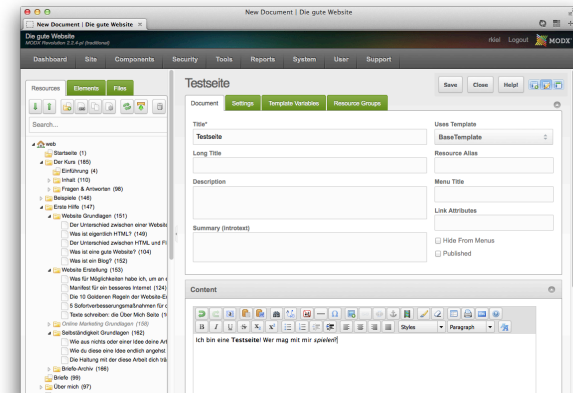 New Document | Die gute Website
New Document | Die gute Website
Die gute Website
MODX Revolution 2.2.4-pl (traditional)
rkiel Logout MODX
Dashboard Site Components Security Tools Reports System User Support
Resources Elements Files
Search...
web
Startseite (1)
Der Kurs (185)
Einführung (4)
Inhalt (110)
Fragen & Antworten (98)
Beispiele (146)
Erste Hilfe (147)
Website Grundlagen (151)
Der Unterschied zwischen einer Website
Was ist eigentlich HTML? (149)
Der Unterschied zwischen HTML und
5 Was ist eine gute Website? (104)
Was ist ein Blog? (152)
Website Erstellung (153)
Was für Möglichkeiten habe ich, um an
Manifest für ein besseres Internet (124)
Die 10 Goldenen Regeln der Website-
5 Sofortverbesserungsmaßnahmen für
Texte schreiben: die Über Mich Seite
Online Marketing Grundlagen (156)
Selbständigkeit Grundlagen (162)
Wie aus nichts oder einer Idee deine
Wie du diese eine Idee endlich angehst
Die Haltung mit der diese Arbeit dich
Briefe-Archiv (166)
Briefe (99)
Über mich (97)
Testseite
Save Close Help!
Document Settings Template Variables Resource Groups
Title*
Testseite
Uses Template
BaseTemplate
Long Title
Resource Alias
Description
Menu Title
Link Attributes
Summary (introtext)
Hide From Menus
Published
Content
Styles Paragraph
Ich bin eine Testseite! Wer mag mit mir spielen?